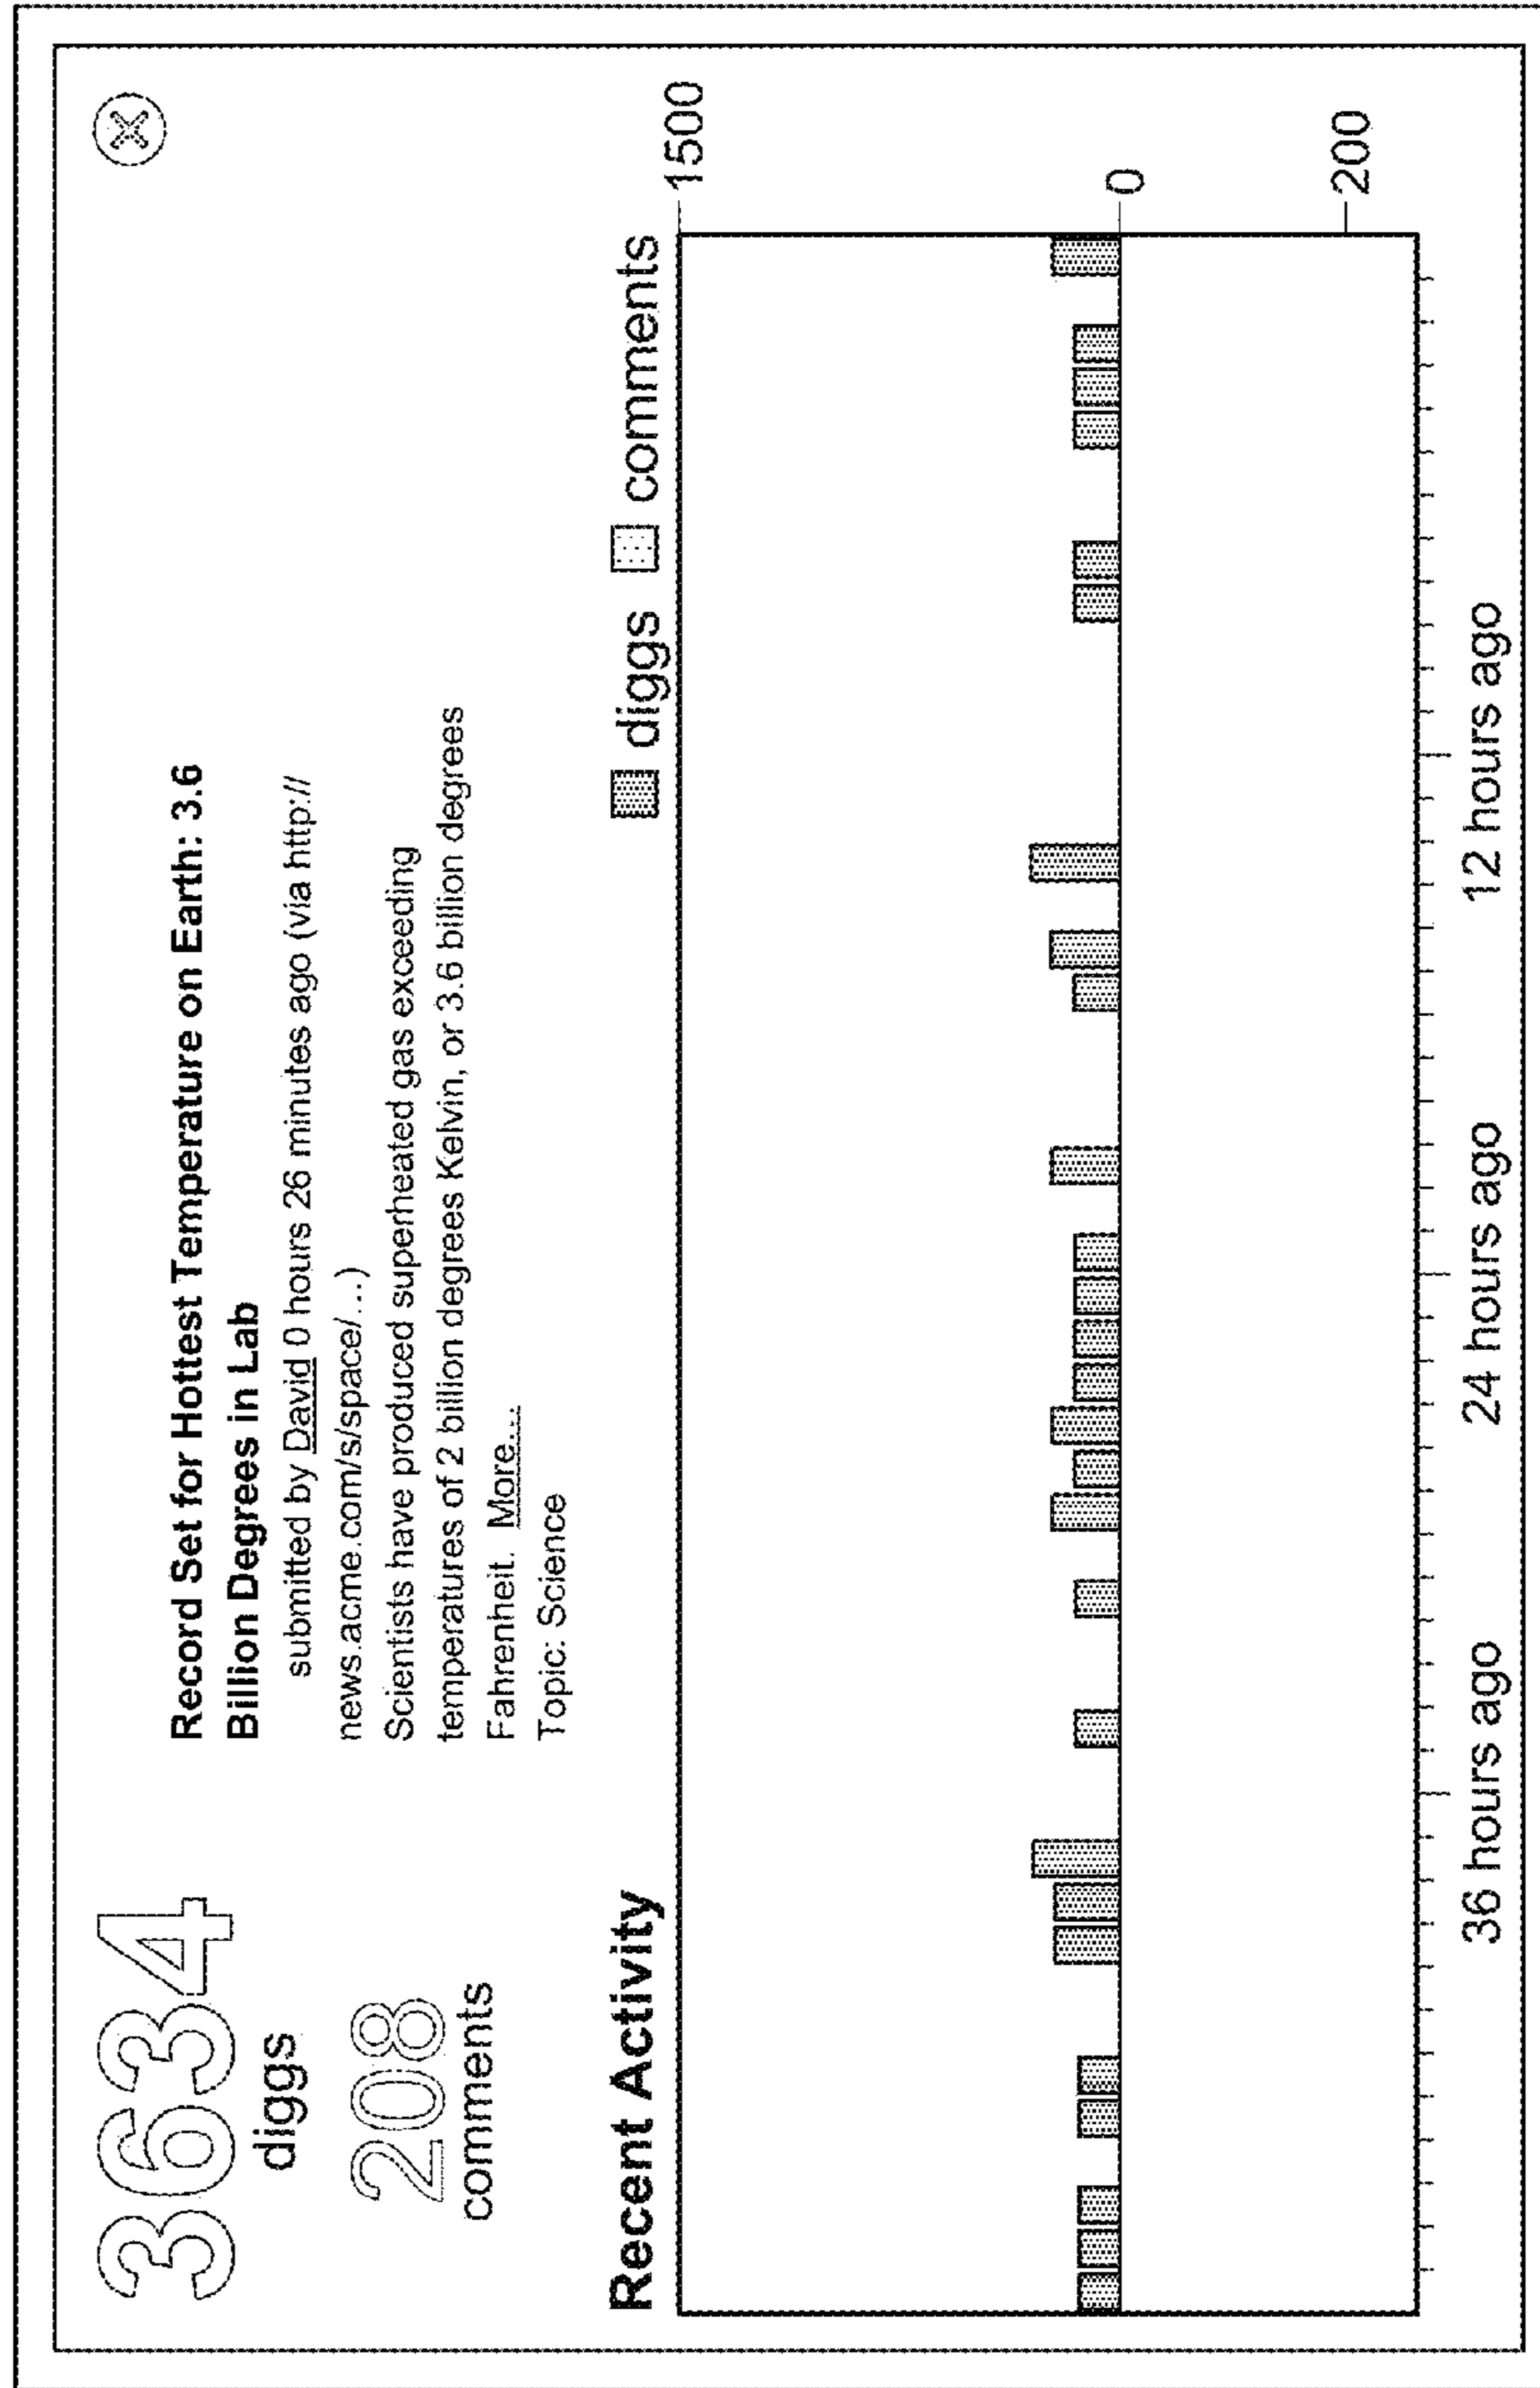 3634
diggs
208
comments
Record Set for Hottest Temperature on Earth: 3.6
Billion Degrees in Lab
submitted by David 0 hours 26 minutes ago (via http://
news.acme.com/s/space/...)
Scientists have produced superheated gas exceeding
temperatures of 2 billion degrees Kelvin, or 3.6 billion degrees
Fahrenheit. More...
Topic: Science
Recent Activity
diggs comments
1500
0
200
36 hours ago 24 hours ago 12 hours ago